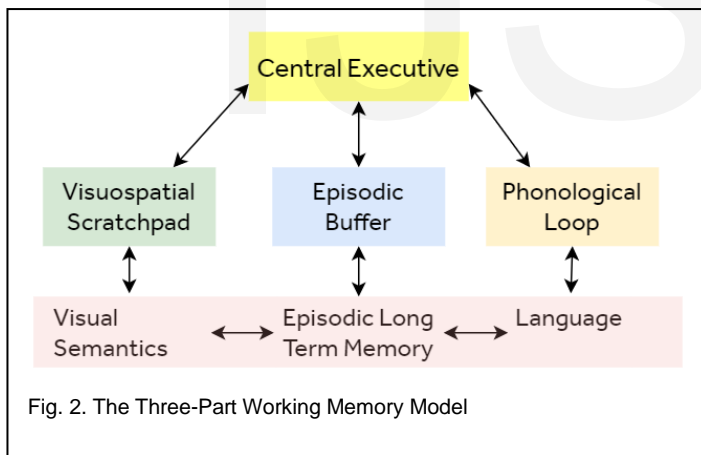 Central Executive
Visuospatial
Scratchpad
Episodic
Buffer
Phonological
Loop
Visual
Semantics
Episodic Long
Term Memory
Language
Fig. 2. The Three-Part Working Memory Model